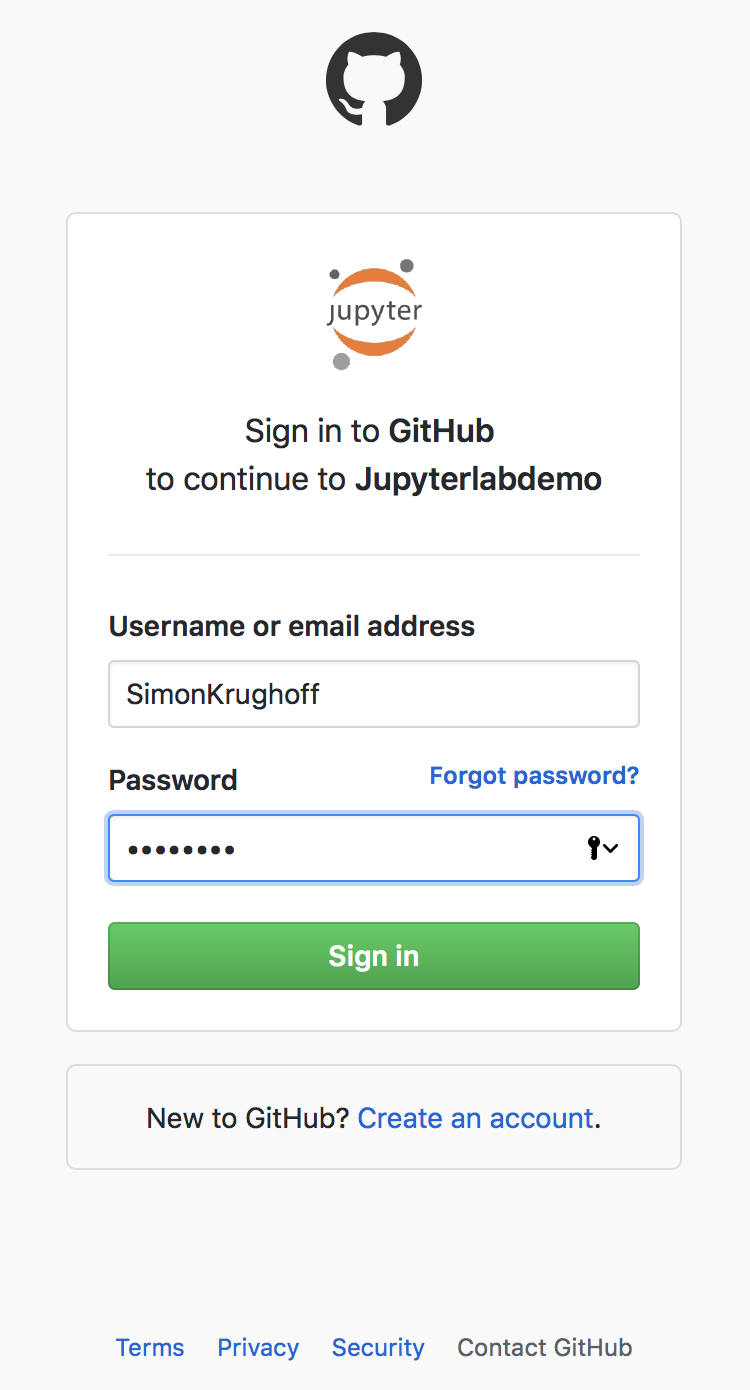 jupyter
Sign in to GitHub
to continue to Jupyterlabdemo
Username or email address
SimonKrughoff
Password
Forgot password?
••••••••
Sign in
New to GitHub? Create an account.
Terms Privacy Security Contact GitHub